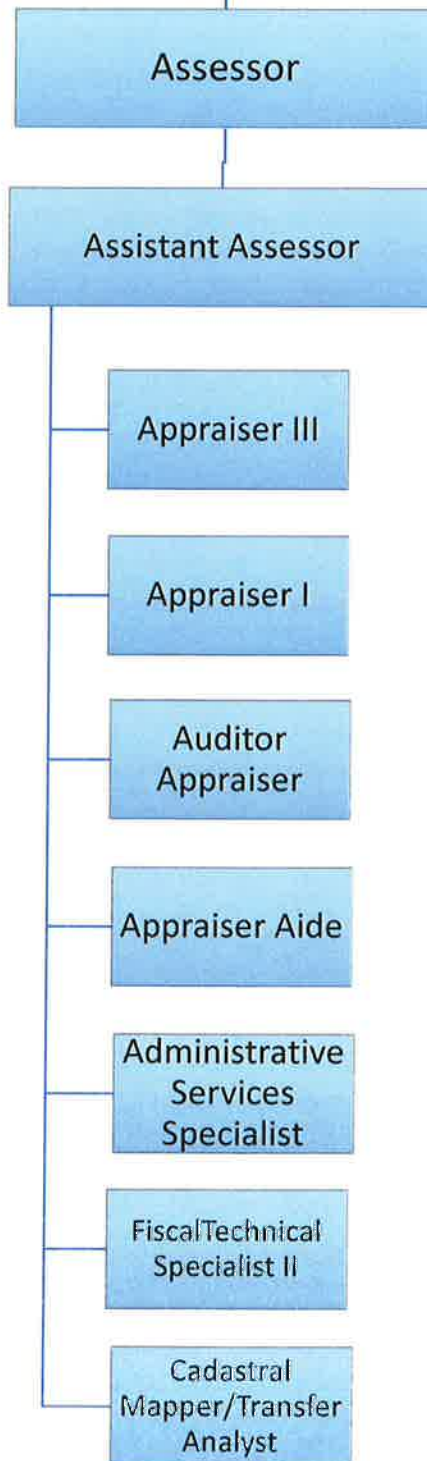 Assessor
Assistant Assessor
Appraiser III
Appraiser I
Auditor
Appraiser
Appraiser Aide
Administrative
Services
Specialist
FiscalTechnical
Specialist II
Cadastral
Mapper/Transfer
Analyst